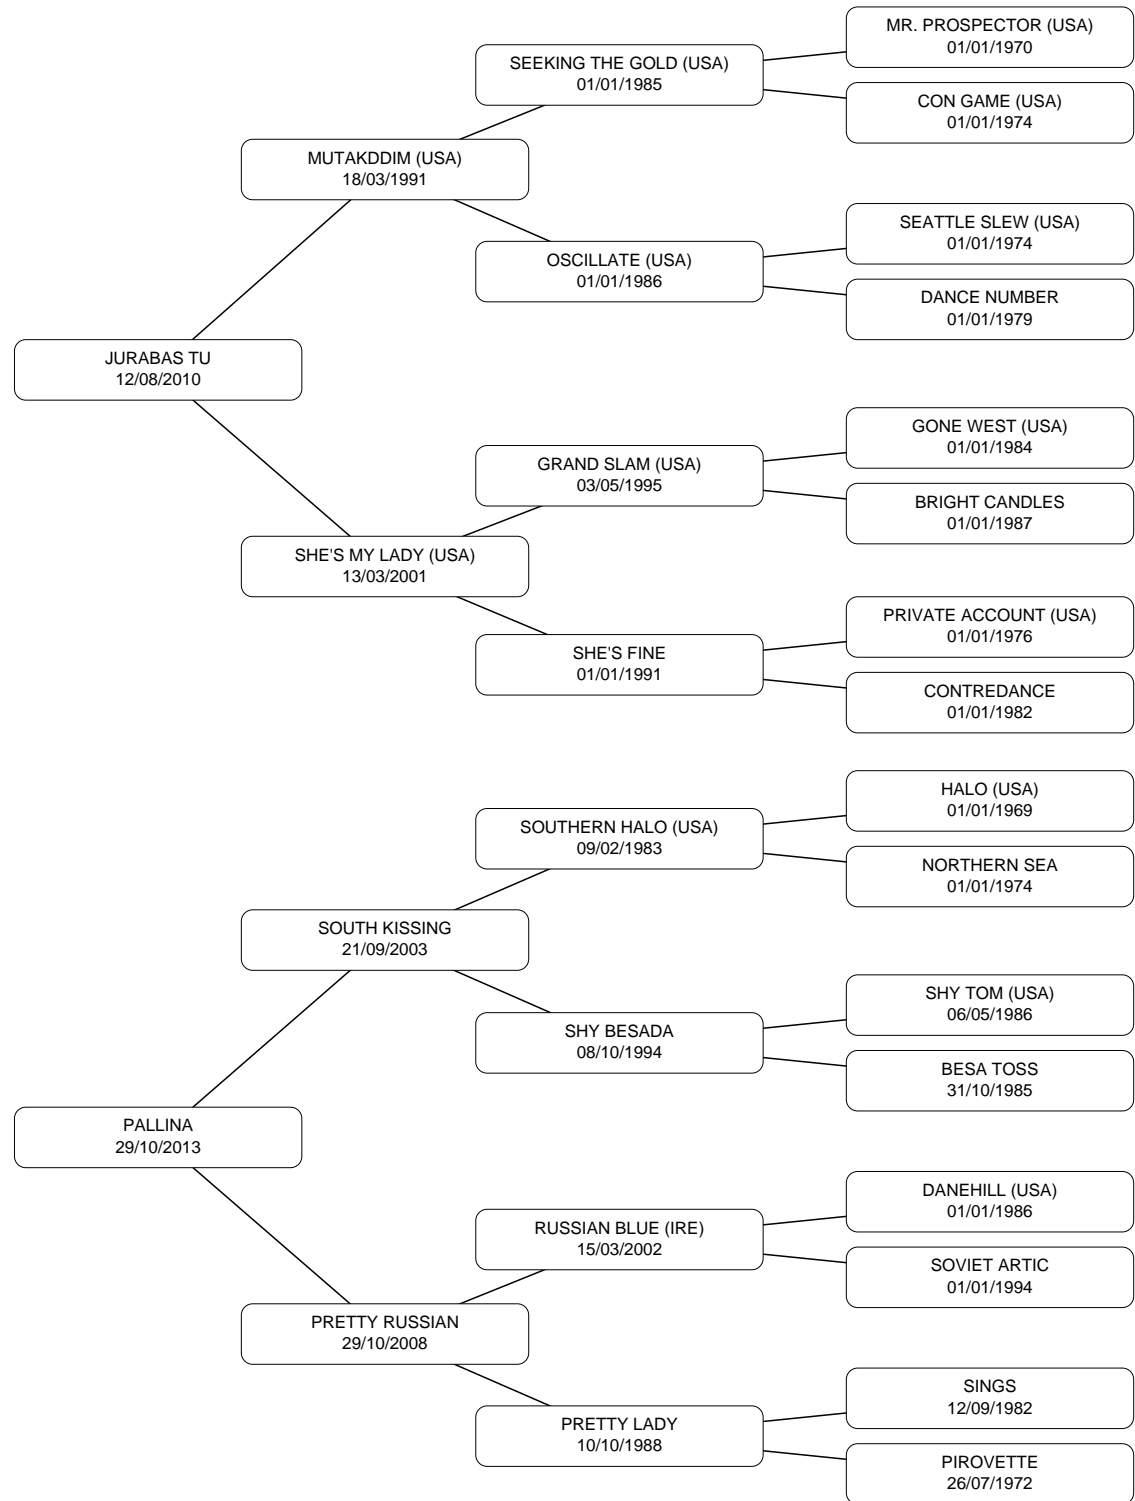 MR. PROSPECTOR (USA)
01/01/1970
SEEKING THE GOLD (USA)
01/01/1985
CON GAME (USA)
01/01/1974
MUTAKDDIM (USA)
18/03/1991
SEATTLE SLEW (USA)
01/01/1974
OSCILLATE (USA)
01/01/1986
DANCE NUMBER
01/01/1979
JURABAS TU
12/08/2010
GONE WEST (USA)
01/01/1984
GRAND SLAM (USA)
03/05/1995
BRIGHT CANDLES
01/01/1987
SHE'S MY LADY (USA)
13/03/2001
PRIVATE ACCOUNT (USA)
01/01/1976
SHE'S FINE
01/01/1991
CONTREDANCE
01/01/1982
HALO (USA)
01/01/1969
SOUTHERN HALO (USA)
09/02/1983
NORTHERN SEA
01/01/1974
SOUTH KISSING
21/09/2003
SHY TOM (USA)
06/05/1986
SHY BESADA
08/10/1994
BESA TOSS
31/10/1985
PALLINA
29/10/2013
DANEHILL (USA)
01/01/1986
RUSSIAN BLUE (IRE)
15/03/2002
SOVIET ARTIC
01/01/1994
PRETTY RUSSIAN
29/10/2008
SINGS
12/09/1982
PRETTY LADY
10/10/1988
PIROVETTE
26/07/1972